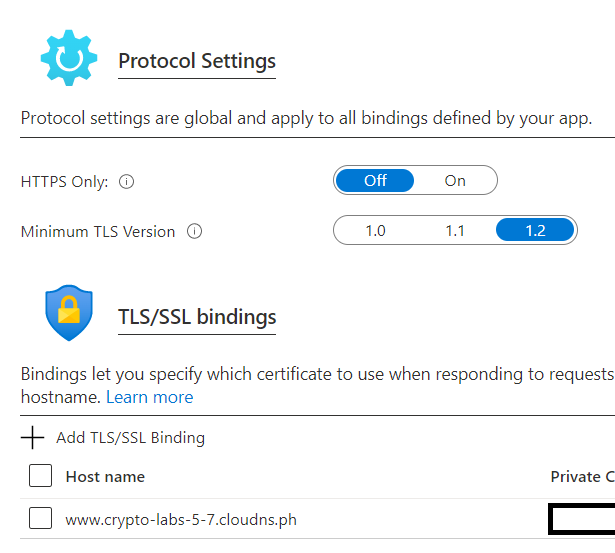 Protocol Settings
Protocol settings are global and apply to all bindings defined by your app.
HTTPS Only: Off On
Minimum TLS Version 1.0 1.1 1.2
TLS/SSL bindings
Bindings let you specify which certificate to use when responding to requests
hostname. Learn more
Add TLS/SSL Binding
Host name Private C
www.crypto-labs-5-7.cloudns.ph